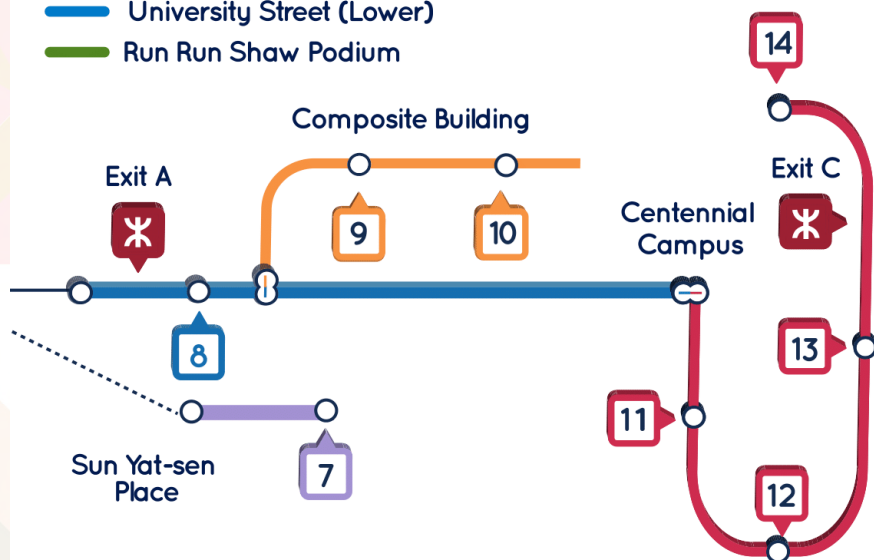 University Street (Lower)
Run Run Shaw Podium
14
Composite Building
Exit A
Exit C
9
10
Centennial
Campus
8
13
11
7
Sun Yat-sen
Place
12